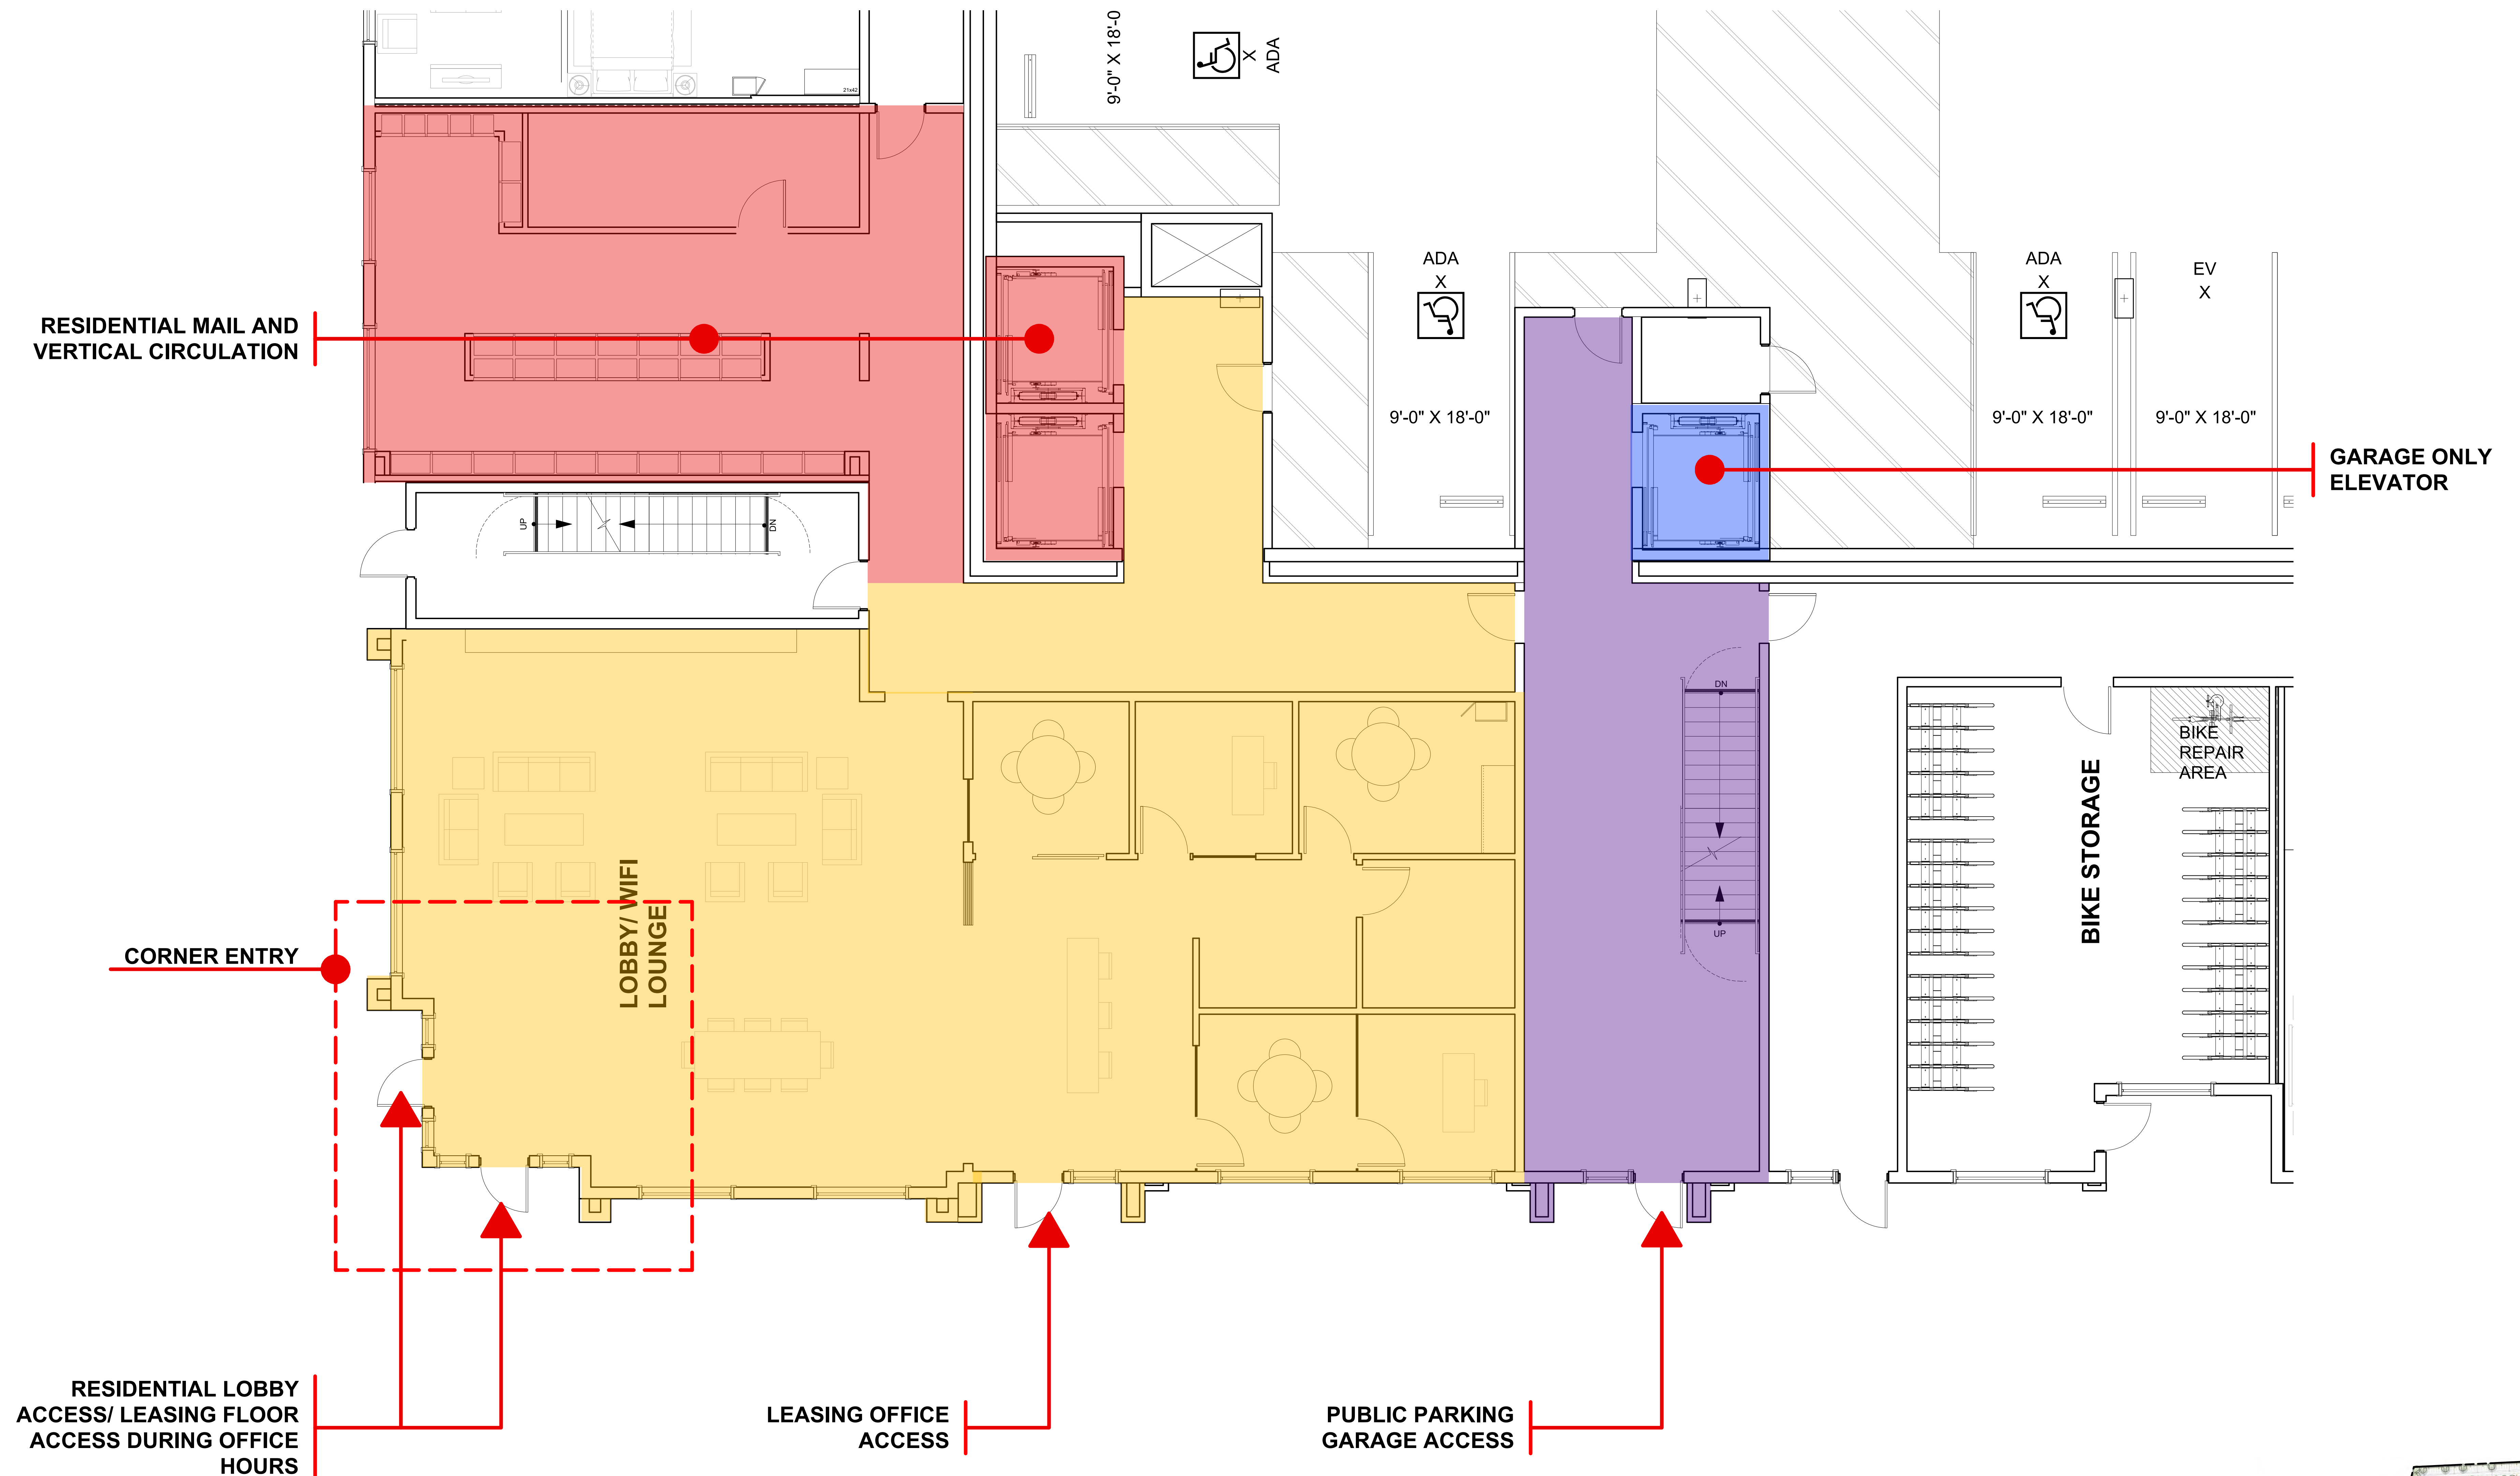 9'-0" X 18'-0
X
ADA
21x42
RESIDENTIAL MAIL AND
VERTICAL CIRCULATION
ADA
X
9'-0" X 18'-0"
ADA
X
9'-0" X 18'-0"
EV
X
9'-0" X 18'-0"
GARAGE ONLY
ELEVATOR
UP
DN
DN
UP
BIKE
REPAIR
AREA
BIKE STORAGE
LOBBY/ WIFI
LOUNGE
CORNER ENTRY
RESIDENTIAL LOBBY
ACCESS/ LEASING FLOOR
ACCESS DURING OFFICE
HOURS
LEASING OFFICE
ACCESS
PUBLIC PARKING
GARAGE ACCESS